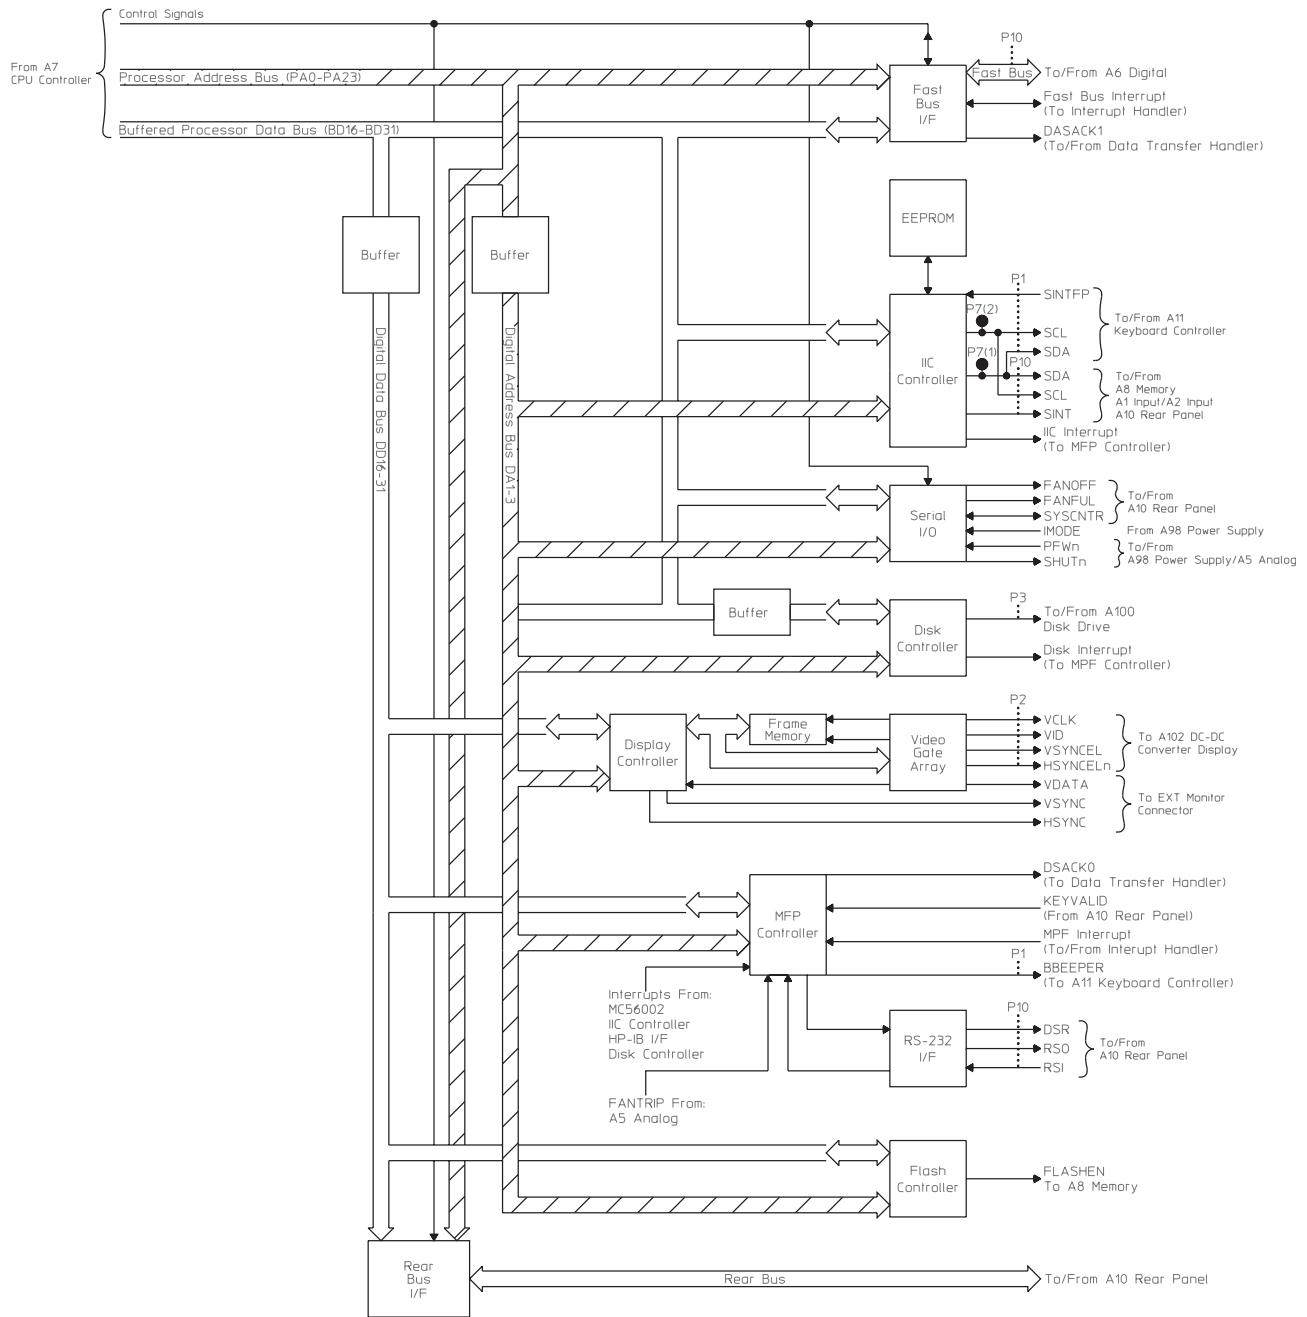 Control Signals
From A7
CPU Controller
Processor Address Bus (PA0-PA23)
Buffered Processor Data Bus (BD16-BD31)
Fast
Bus
I/F
P10
Fast Bus
To/From A6 Digital
Fast Bus Interrupt
(To Interrupt Handler)
DASACK1
(To/From Data Transfer Handler)
Buffer
Buffer
EEPROM
Digital Data Bus DD16-31
Digital Address Bus DA1-3
IIC
Controller
P7(2)
P7(1)
P1
P10
SINTFP
SCL
SDA
To/From A11
Keyboard Controller
SDA
SCL
SINT
To/From
A8 Memory
A1 Input/A2 Input
A10 Rear Panel
IIC Interrupt
(To MFP Controller)
Serial
I/O
FANOFF
FANFUL
SYSCNTR
To/From
A10 Rear Panel
IMODE
From A98 Power Supply
PFWn
SHUTn
To/From
A98 Power Supply/A5 Analog
Buffer
Disk
Controller
P3
To/From A100
Disk Drive
Disk Interrupt
(To MPF Controller)
Display
Controller
Frame
Memory
Video
Gate
Array
P2
VCLK
VID
VSYNCEL
HSYNCELn
To A102 DC-DC
Converter Display
VDATA
VSYNC
HSYNC
To EXT Monitor
Connector
MFP
Controller
DSACK0
(To Data Transfer Handler)
KEYVALID
(From A10 Rear Panel)
MPF Interrupt
(To/From Interupt Handler)
P1
BBEEPER
(To A11 Keyboard Controller)
Interrupts From:
MC56002
IIC Controller
HP-IB I/F
Disk Controller
RS-232
I/F
P10
DSR
RSO
RSI
To/From
A10 Rear Panel
FANTRIP From:
A5 Analog
Flash
Controller
FLASHEN
To A8 Memory
Rear
Bus
I/F
Rear Bus
To/From A10 Rear Panel